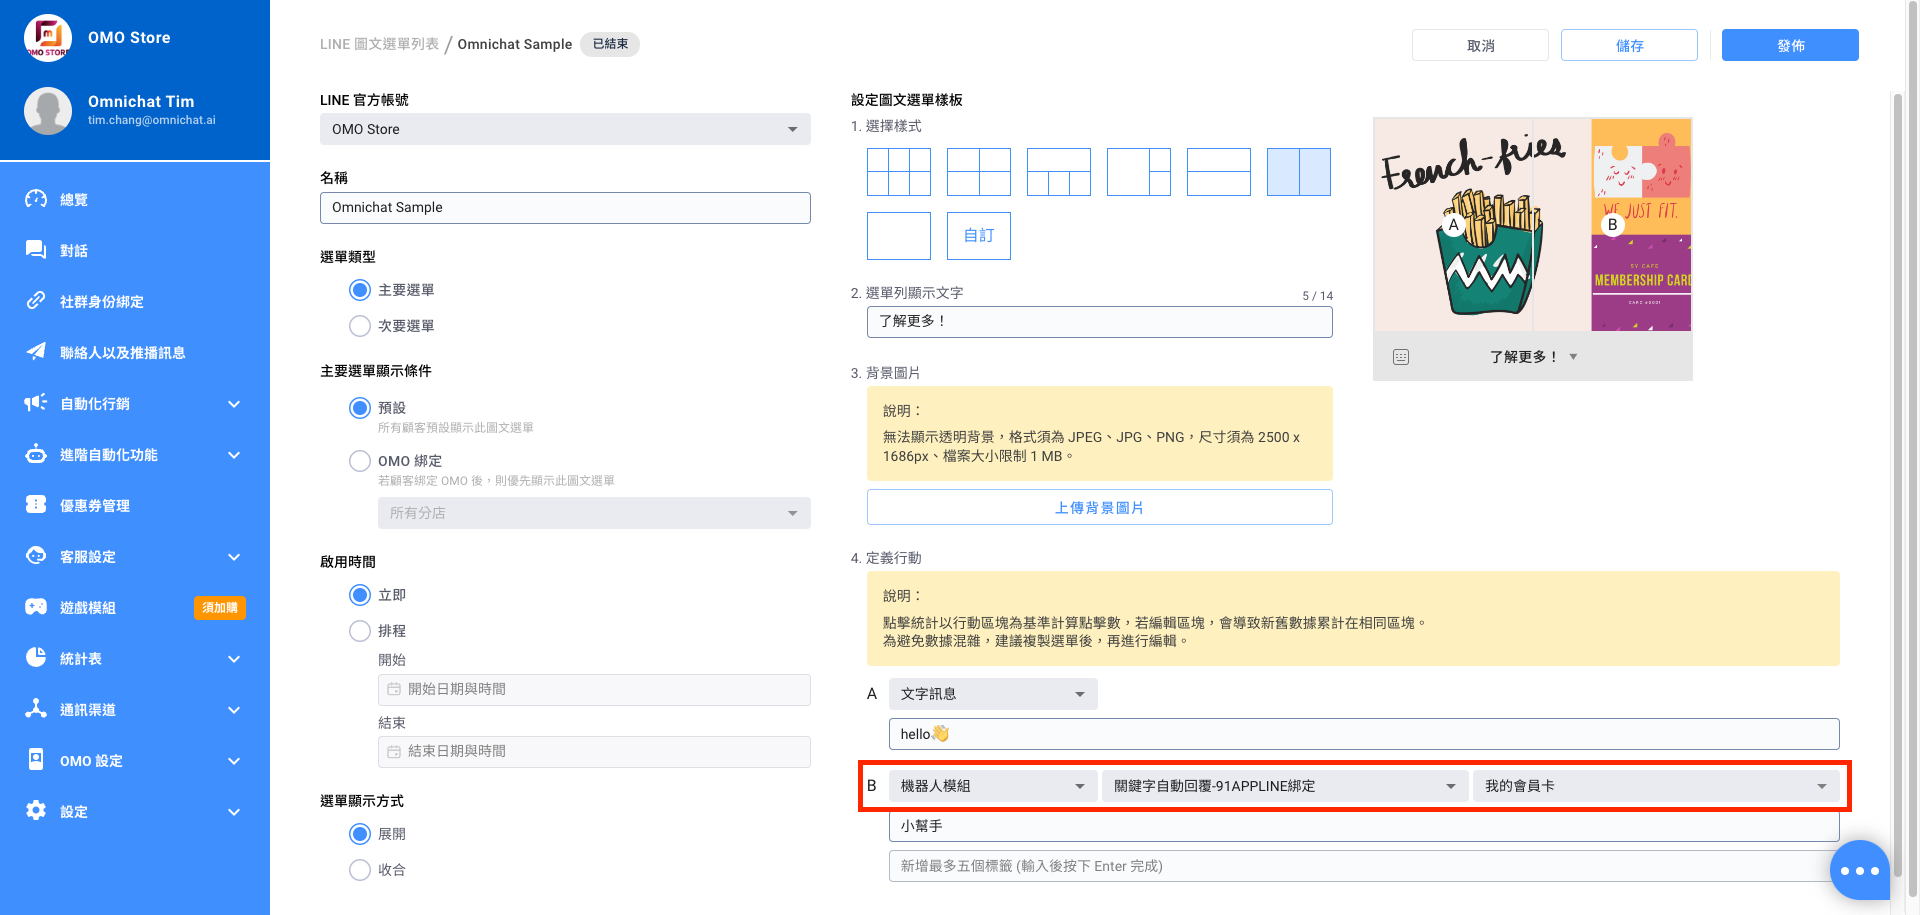 OMO Store
Omnichat Tim
tim.chang@omnichat.ai
總覽
對話
社群身份綁定
聯絡人以及推播訊息
自動化行銷
進階自動化功能
優惠券管理
客服設定
遊戲模組
須加購
統計表
通訊渠道
OMO 設定
設定
LINE 圖文選單列表 / Omnichat Sample 已結束
取消
儲存
發佈
LINE 官方帳號
OMO Store
名稱
Omnichat Sample
選單類型
主要選單
次要選單
主要選單顯示條件
預設
所有顧客預設顯示此圖文選單
OMO 綁定
若顧客綁定 OMO 後，則優先顯示此圖文選單
所有分店
啟用時間
立即
排程
開始
開始日期與時間
結束
結束日期與時間
選單顯示方式
展開
收合
設定圖文選單樣板
1. 選擇樣式
自訂
2. 選單列顯示文字
5 / 14
了解更多！
3. 背景圖片
說明：
無法顯示透明背景，格式須為 JPEG、JPG、PNG，尺寸須為 2500 x
1686px、檔案大小限制 1 MB。
上傳背景圖片
4. 定義行動
說明：
點擊統計以行動區塊為基準計算點擊數，若編輯區塊，會導致新舊數據累計在相同區塊。
為避免數據混雜，建議複製選單後，再進行編輯。
A 文字訊息
hello👋
B 機器人模組 關鍵字自動回覆-91APPLINE綁定 我的會員卡
小幫手
新增最多五個標籤 (輸入後按下 Enter 完成)
French-fries
A
WE JUST FIT.
B
SV CAFE
MEMBERSHIP CARD
了解更多！